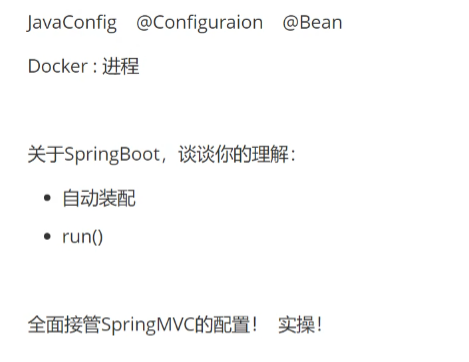 JavaConfig @Configuraion @Bean
Docker : 进程
关于SpringBoot，谈谈你的理解：
• 自动装配
• run()
全面接管SpringMVC的配置！ 实操！